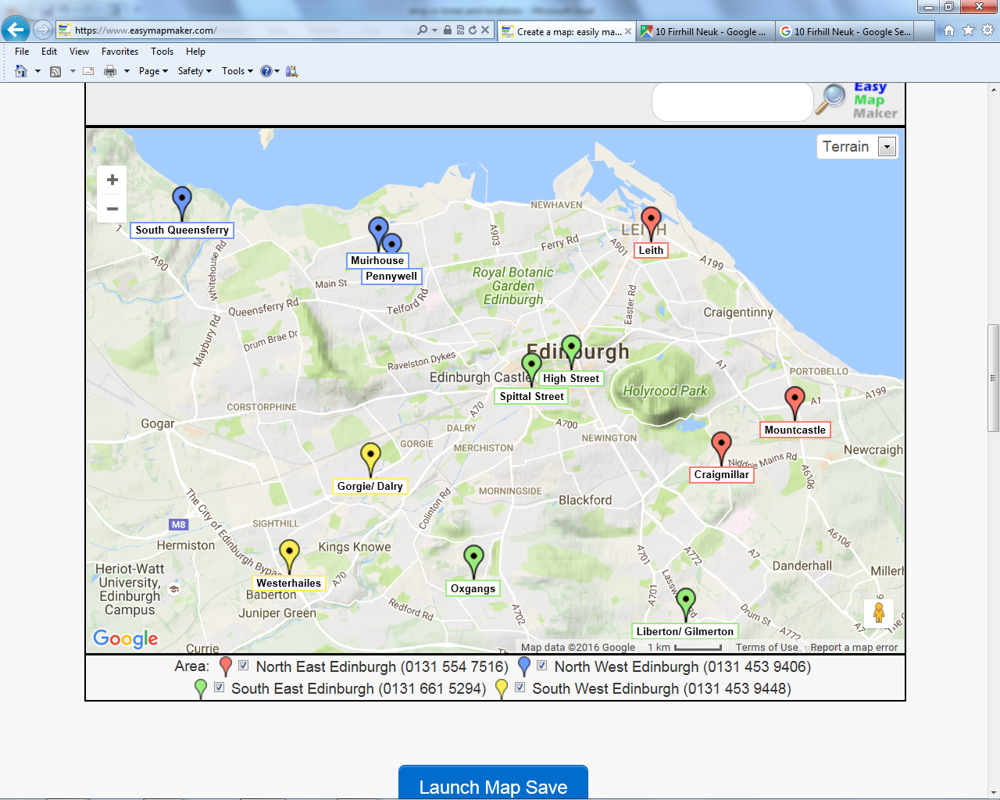 https://www.easymapmaker.com/
Create a map: easily ma...
10 Firrhill Neuk - Google ...
10 Firhill Neuk - Google Se...
File Edit View Favorites Tools Help
Page Safety Tools
Easy
Map
Maker
Terrain
+
−
NEWHAVEN
South Queensferry
LEITH
A903
Ferry Rd
A901
Leith
A199
A90
Whitehouse Rd
Muirhouse
Pennywell
Main St
Royal Botanic
Garden
Edinburgh
Telford Rd
Queensferry Rd
Easter Rd
Craigentinny
Maybury Rd
Drum Brae Dr
Edinburgh
Ravelston Dykes
A1
PORTOBELLO
Edinburgh Castle
High Street
Holyrood Park
Spittal Street
A199
A1
CORSTORPHINE
A70
Gogar
DALRY
A700
Mountcastle
GORGIE
MERCHISTON
NEWINGTON
Newcraigh
Niddrie Mains Rd
Craigmillar
A6106
Gorgie/ Dalry
MORNINGSIDE
Blackford
The City of Edinburgh Bypas
Colinton Rd
M8
SIGHTHILL
Hermiston
Kings Knowe
A6106
A701
A772
Danderhall
Heriot-Watt
University,
Edinburgh
Campus
Millerh
Westerhailes
A70
Baberton
Oxgangs
Lassw
Rd
A701
Juniper Green
Redford Rd
A702
Drum St
Liberton/ Gilmerton
A772
Google
Currie
Map data ©2016 Google 1 km Terms of Use Report a map error
Area: North East Edinburgh (0131 554 7516) North West Edinburgh (0131 453 9406)
South East Edinburgh (0131 661 5294) South West Edinburgh (0131 453 9448)
Launch Map Save